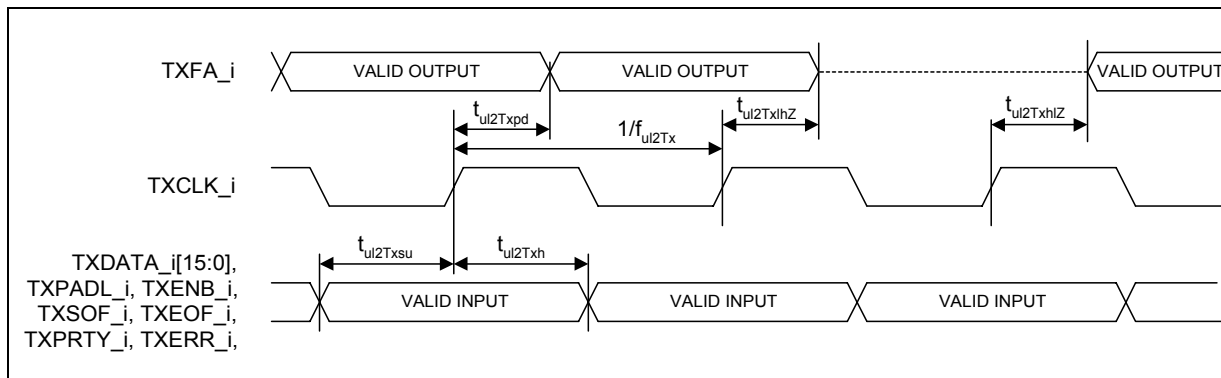 TXFA_i
VALID OUTPUT
VALID OUTPUT
VALID OUTPUT
tul2Txpd
1/ful2Tx
tul2TxlhZ
tul2TxhlZ
TXCLK_i
tul2Txsu
tul2Txh
TXDATA_i[15:0],
TXPADL_i, TXENB_i,
TXSOF_i, TXEOF_i,
TXPRTY_i, TXERR_i,
VALID INPUT
VALID INPUT
VALID INPUT